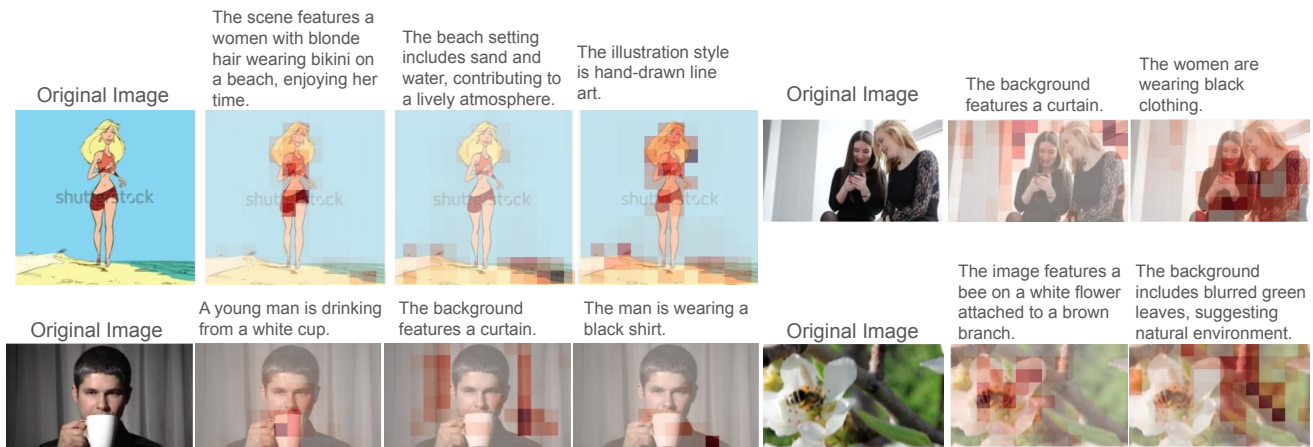 Original Image
The scene features a
women with blonde
hair wearing bikini on
a beach, enjoying her
time.
The beach setting
includes sand and
water, contributing to
a lively atmosphere.
The illustration style
is hand-drawn line
art.
shutterstock
shutterstock
shutterstock
shutterstock
Original Image
The background
features a curtain.
The women are
wearing black
clothing.
Original Image
A young man is drinking
from a white cup.
The background
features a curtain.
The man is wearing a
black shirt.
Original Image
The image features a
bee on a white flower
attached to a brown
branch.
The background
includes blurred green
leaves, suggesting
natural environment.